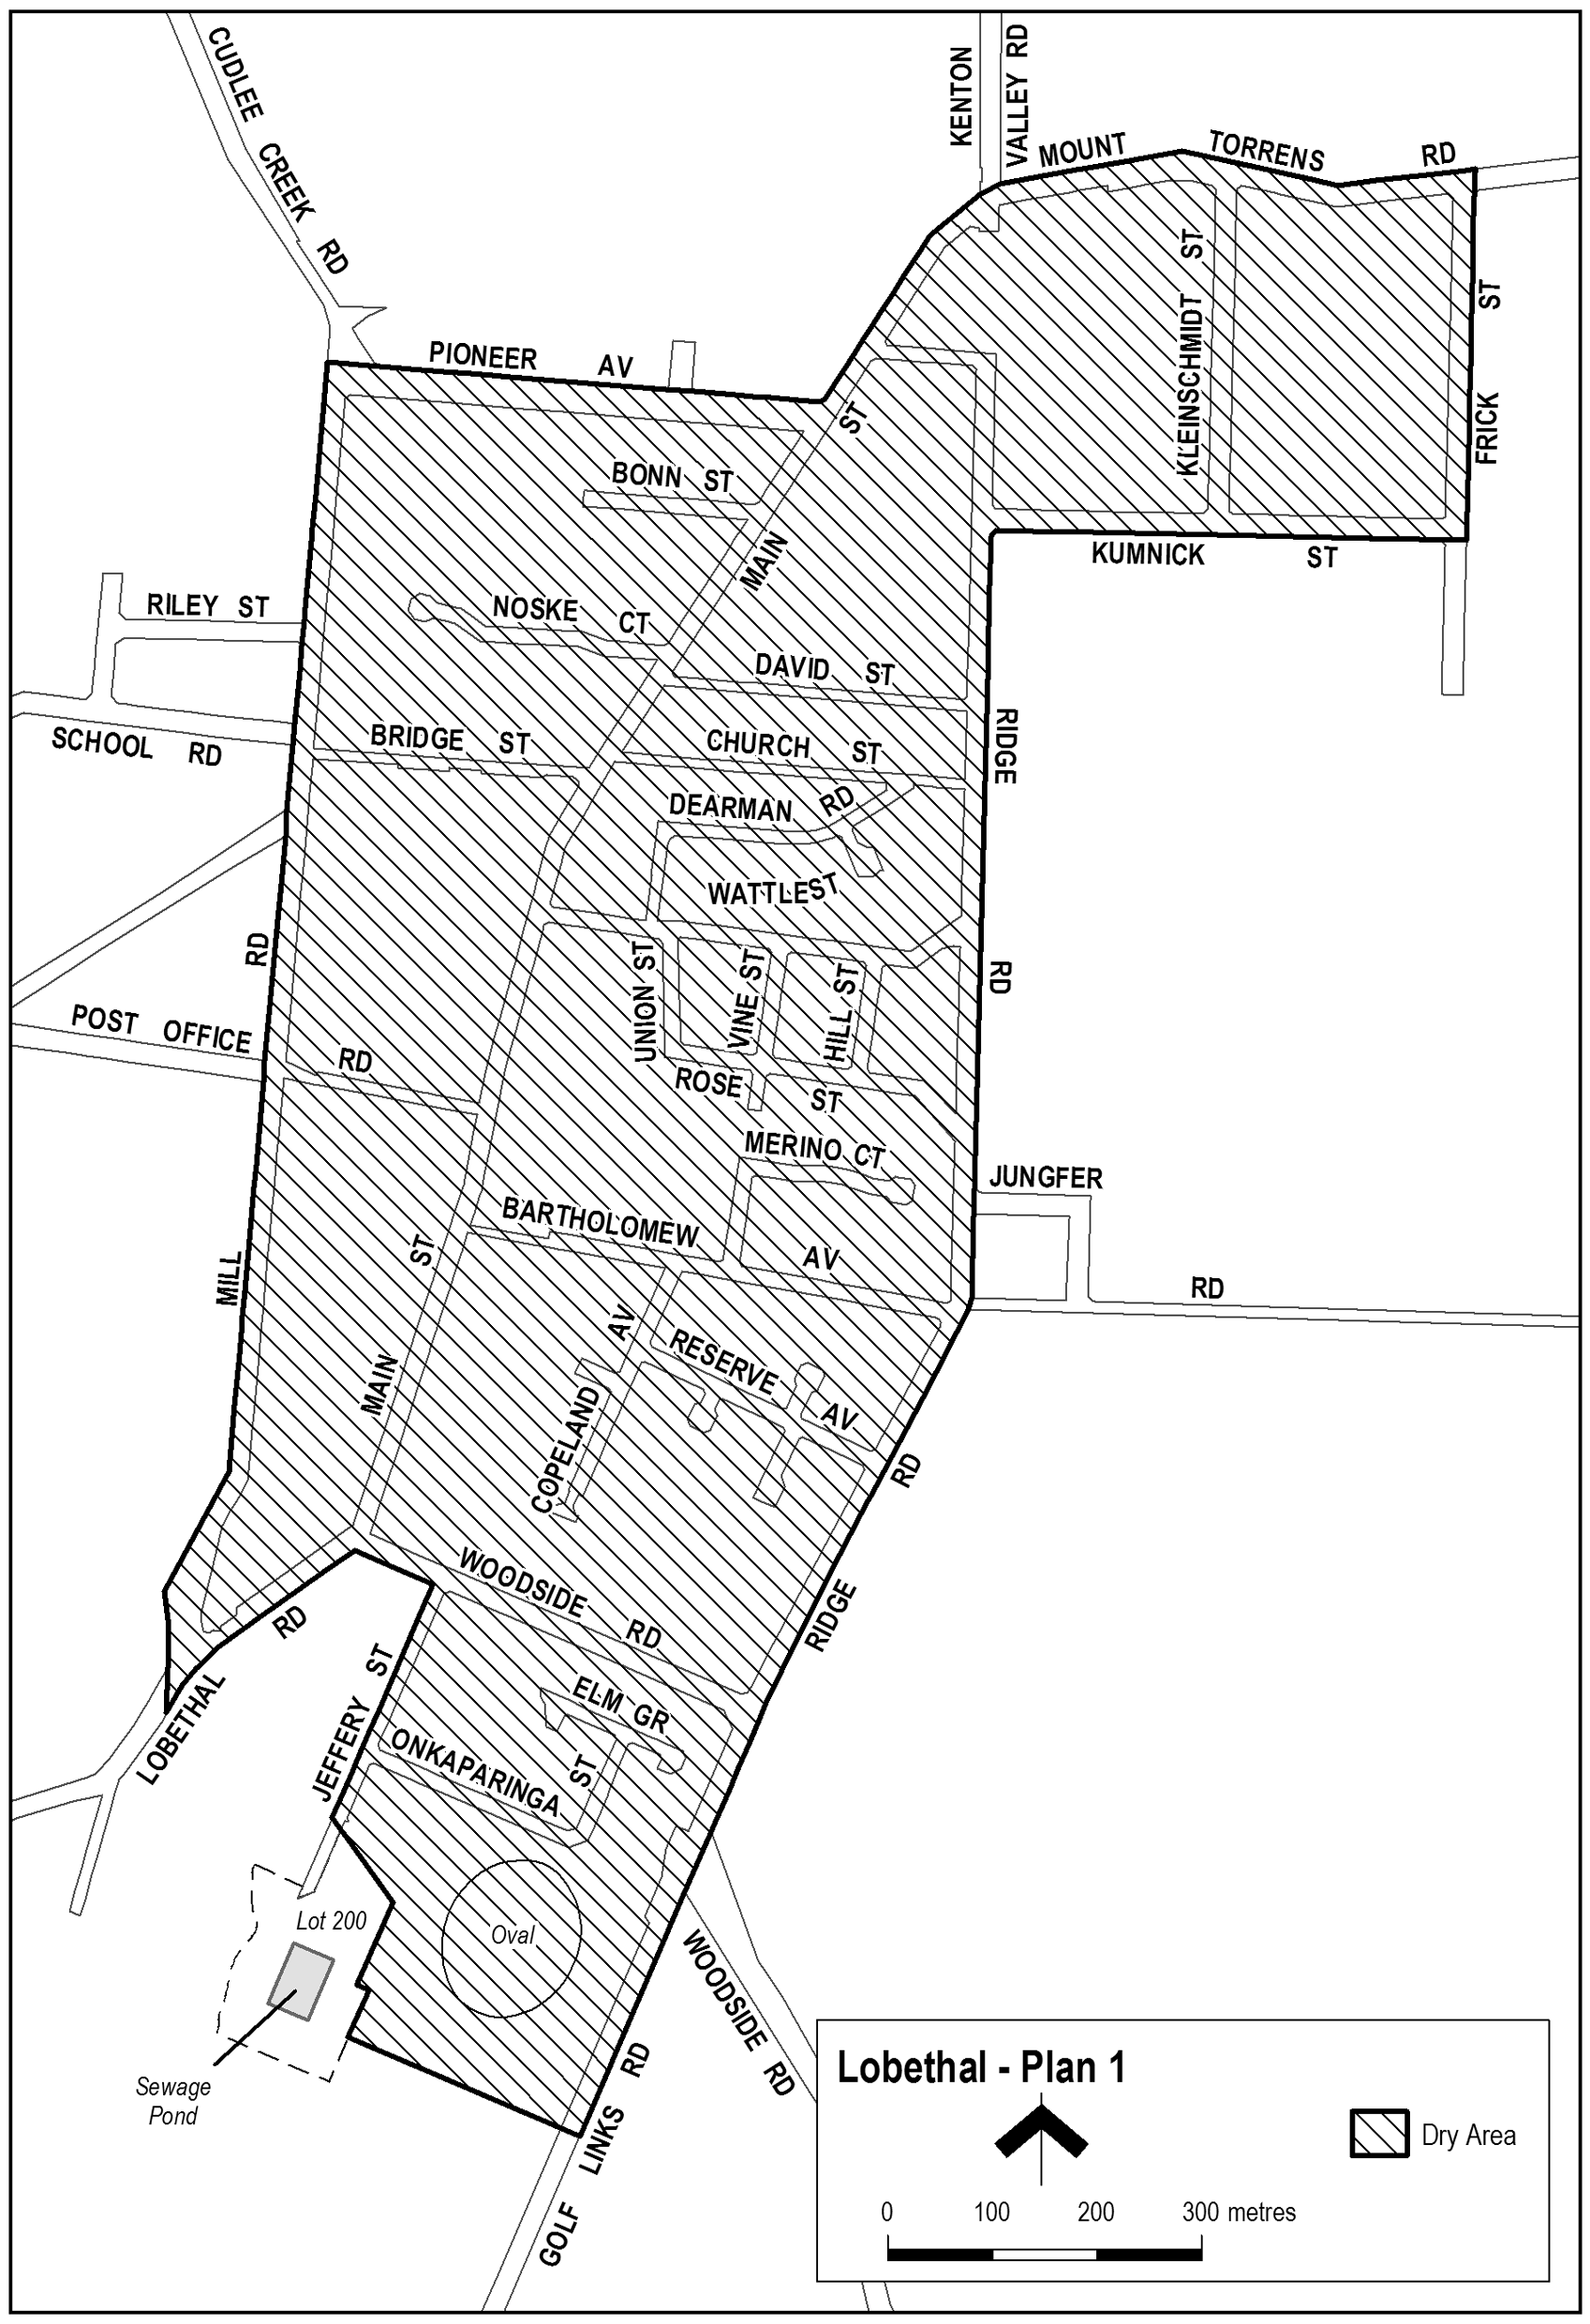 CUDLEE CREEK RD
KENTON
VALLEY RD
MOUNT TORRENS RD
PIONEER AV
KLEINSCHMIDT ST
FRICK ST
BONN ST
MAIN ST
KUMNICK ST
RILEY ST
NOSKE CT
DAVID ST
SCHOOL RD
BRIDGE ST
CHURCH ST
RIDGE RD
DEARMAN RD
WATTLE ST
UNION ST
VINE ST
HILL ST
POST OFFICE RD
ROSE ST
MERINO CT
JUNGFER RD
MILL RD
BARTHOLOMEW AV
MAIN ST
COPELAND AV
RESERVE AV
RIDGE RD
WOODSIDE RD
LOBETHAL RD
JEFFERY ST
ELM GR
ONKAPARINGA ST
Lot 200
Oval
Sewage
Pond
WOODSIDE RD
GOLF LINKS RD
Lobethal - Plan 1
Dry Area
0 100 200 300 metres